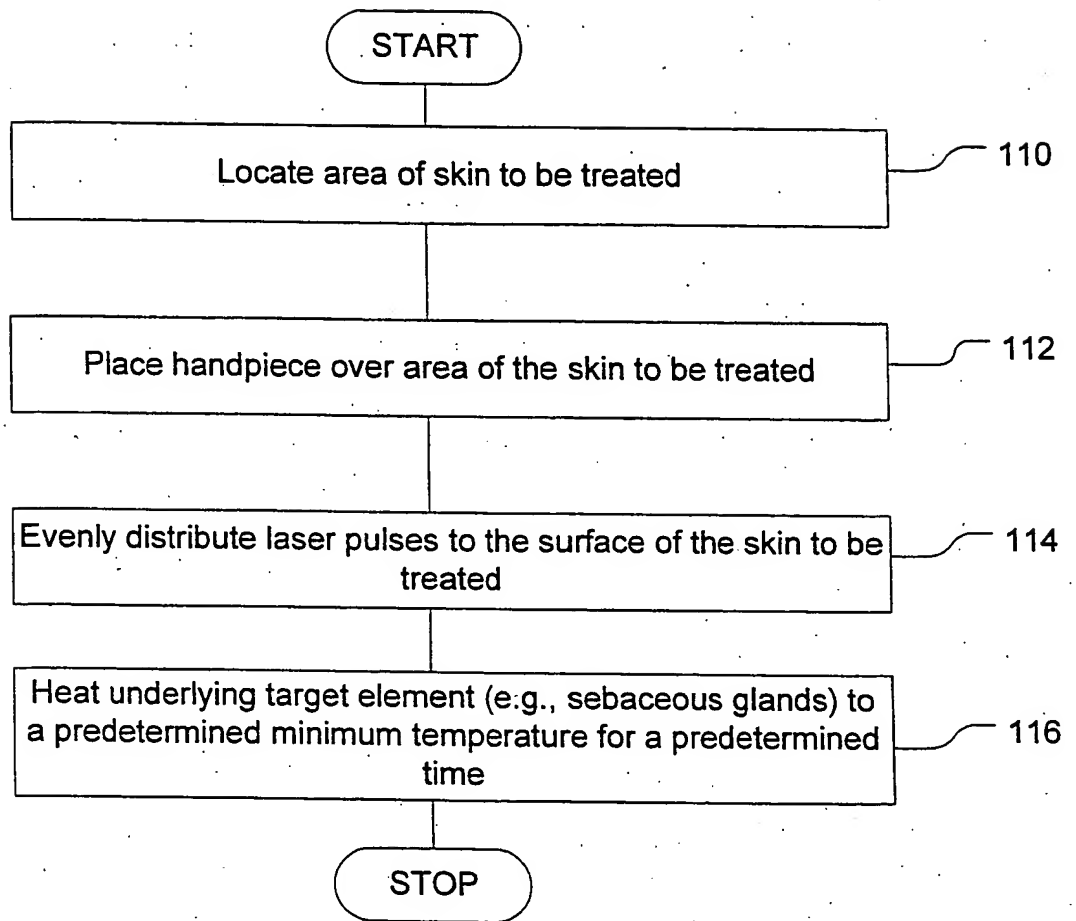 START
Locate area of skin to be treated
110
Place handpiece over area of the skin to be treated
112
Evenly distribute laser pulses to the surface of the skin to be
treated
114
Heat underlying target element (e.g., sebaceous glands) to
a predetermined minimum temperature for a predetermined
time
116
STOP